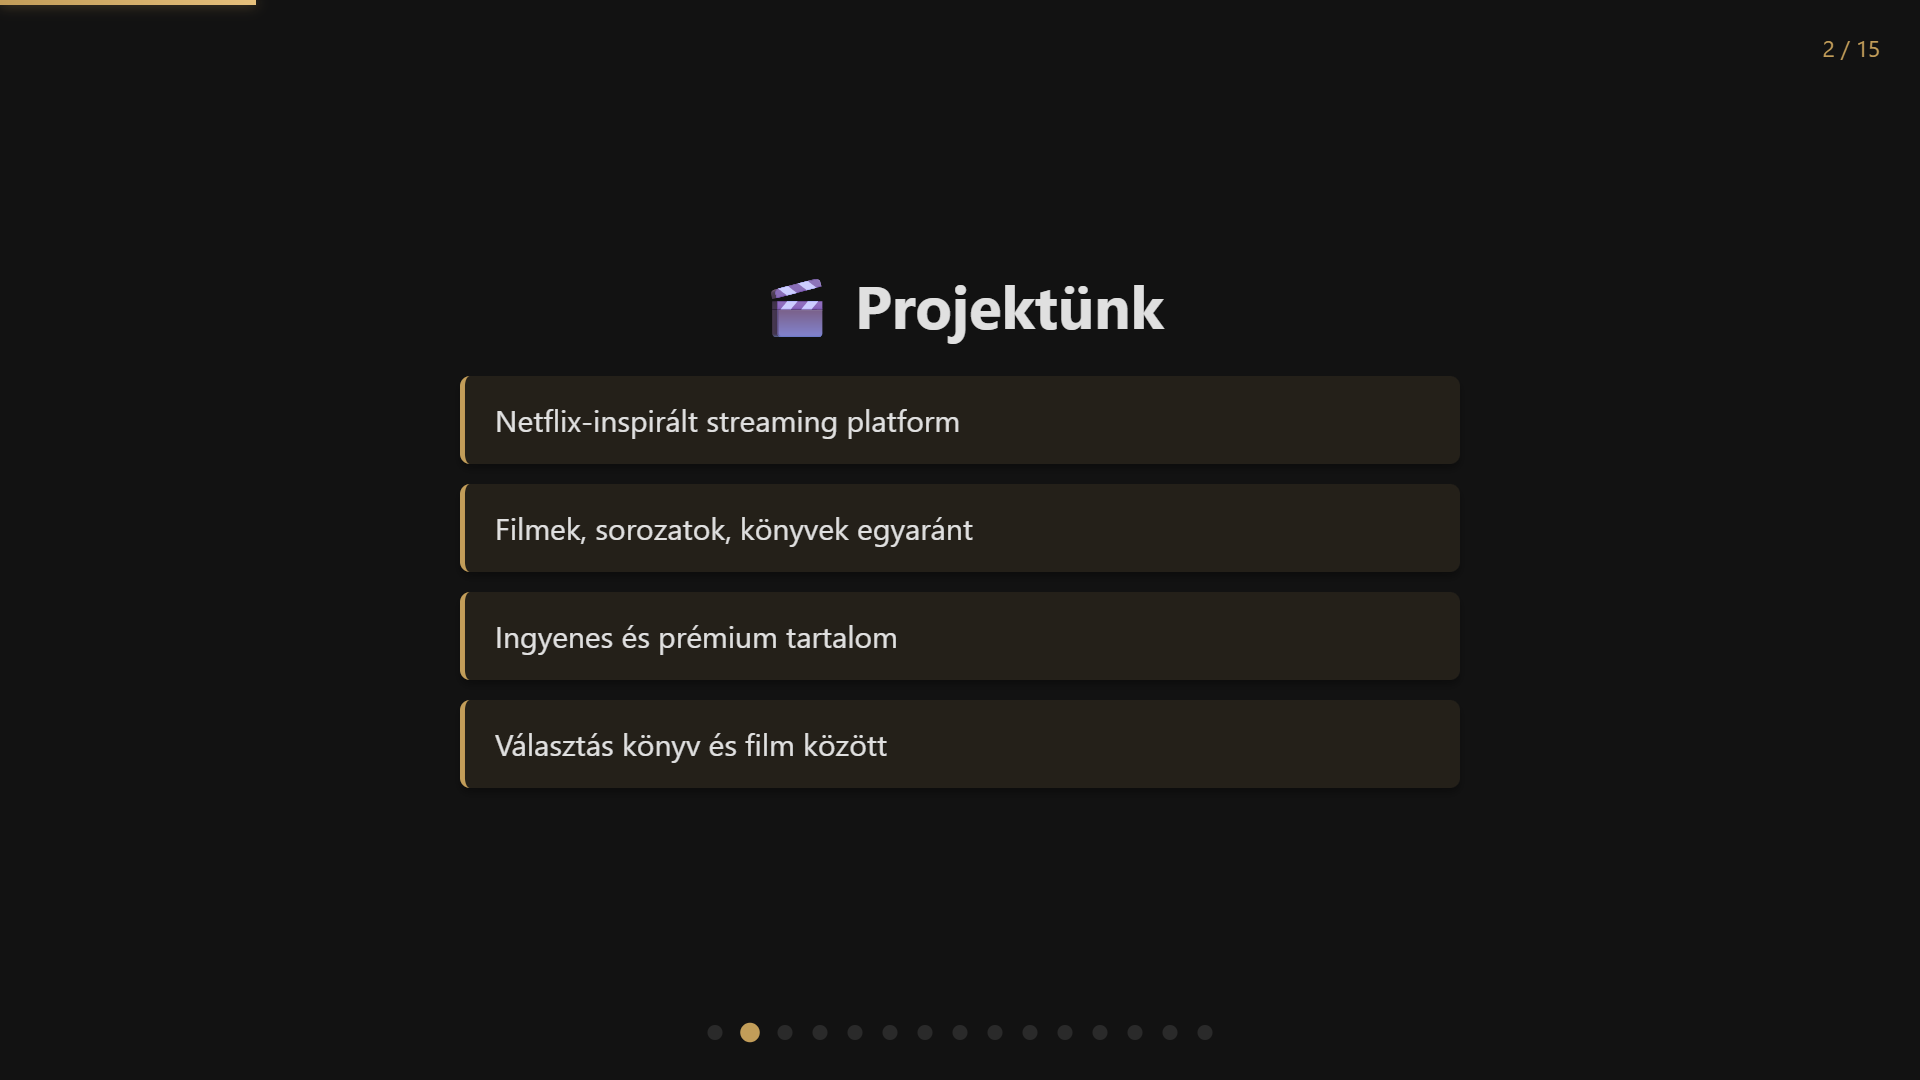 2 / 15
Projektünk
Netflix-inspirált streaming platform
Filmek, sorozatok, könyvek egyaránt
Ingyenes és prémium tartalom
Választás könyv és film között